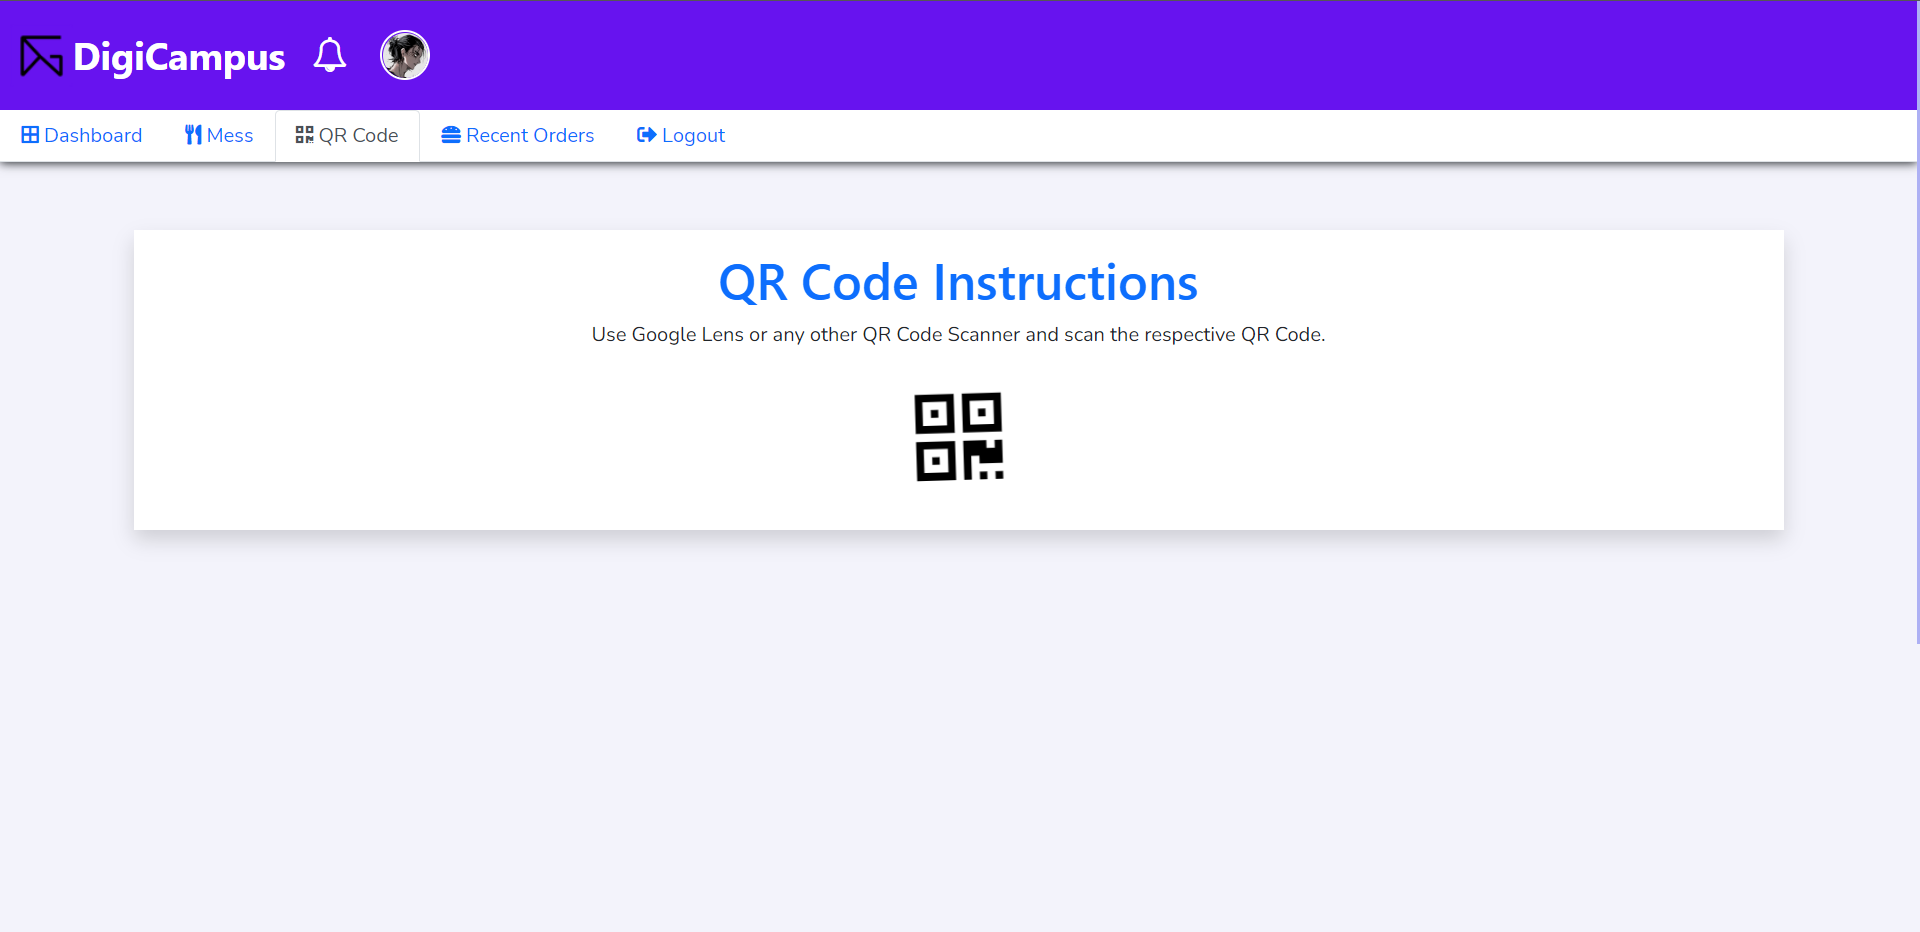 DigiCampus
Dashboard Mess QR Code Recent Orders Logout
QR Code Instructions
Use Google Lens or any other QR Code Scanner and scan the respective QR Code.